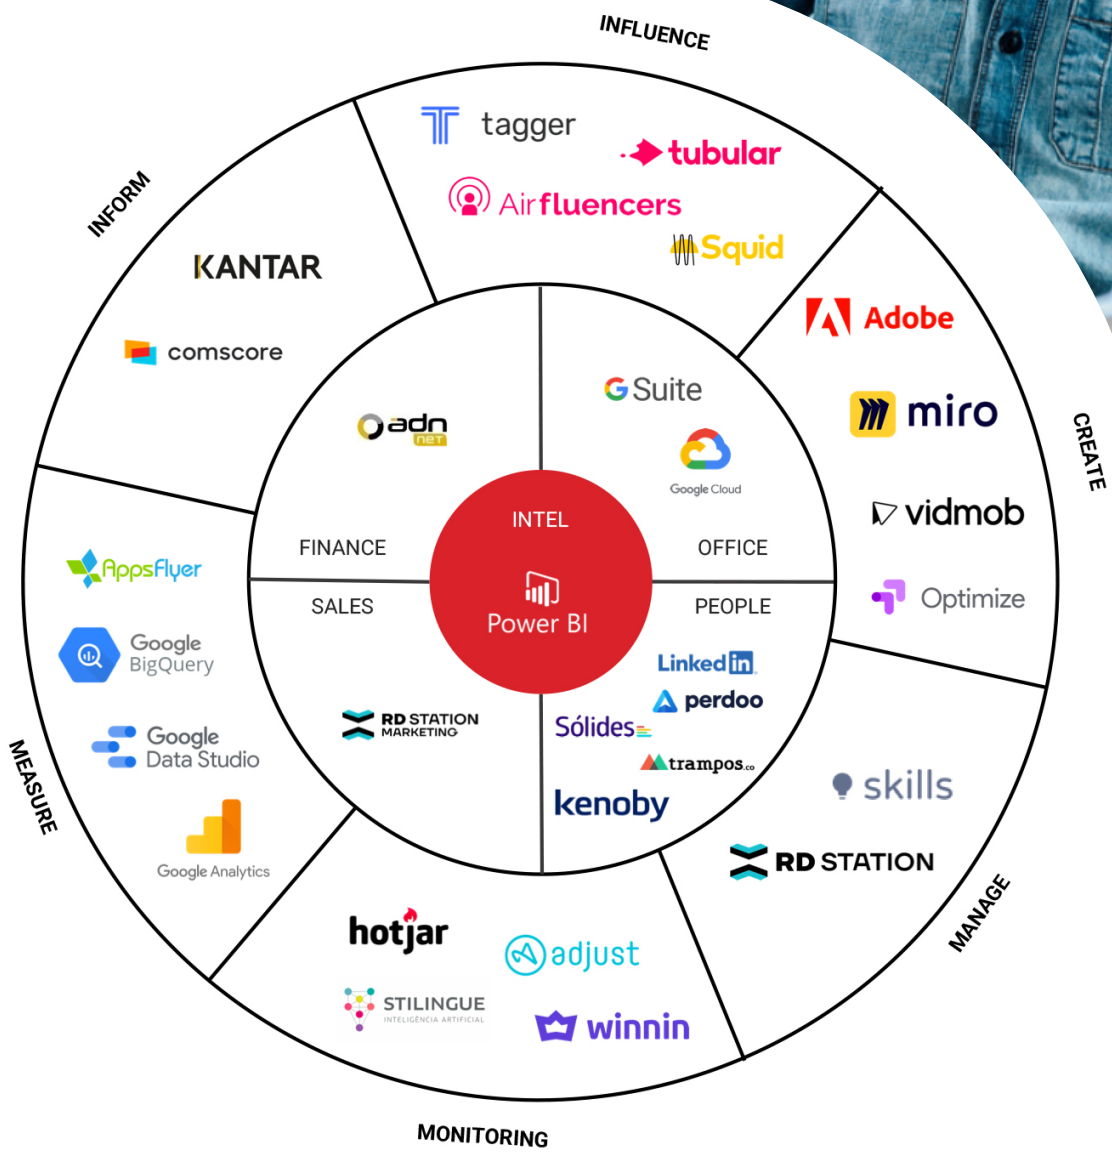 INFLUENCE
tagger
tubular
Airfluencers
Squid
INFORM
KANTAR
comscore
CREATE
Adobe
miro
vidmob
Optimize
adn
NET
FINANCE
G Suite
Google Cloud
OFFICE
INTEL
Power BI
SALES
RD STATION
MARKETING
PEOPLE
Linked in
perdoo
Sólides
trampos.co
kenoby
MEASURE
AppsFlyer
Google
BigQuery
Google
Data Studio
Google Analytics
MANAGE
skills
RD STATION
hotjar
adjust
STILINGUE
INTELIGÊNCIA ARTIFICIAL
winnin
MONITORING